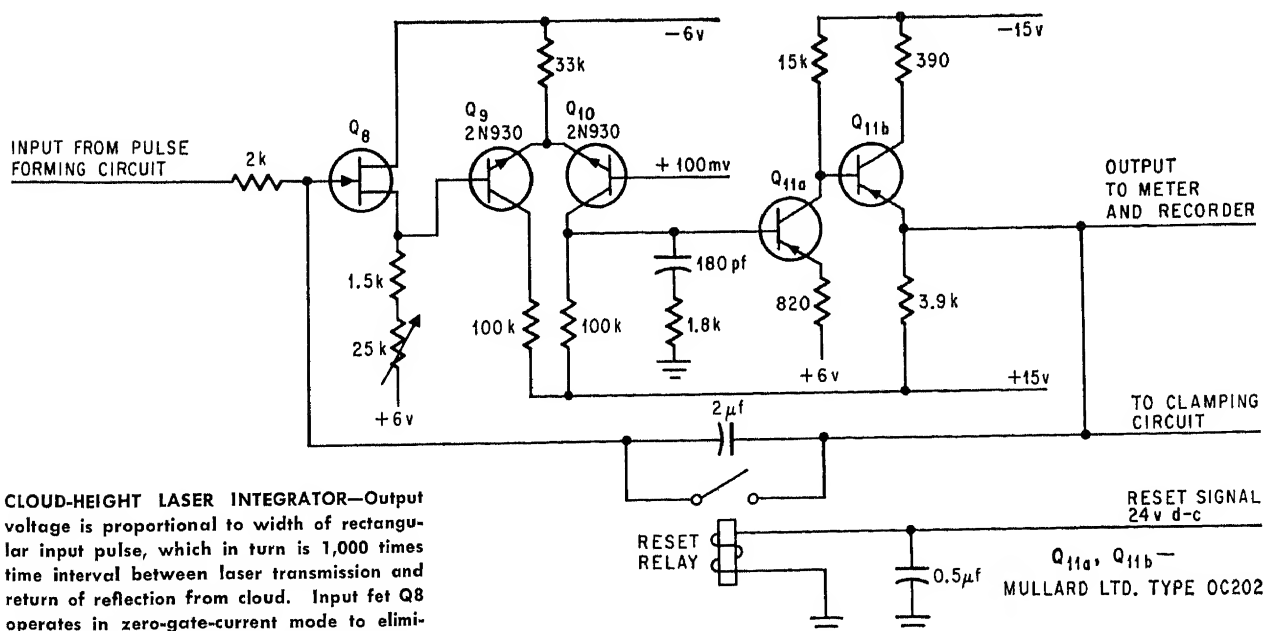 −6v
−15v
33k
15k
390
Q8
Q9
2N930
Q10
2N930
Q11b
INPUT FROM PULSE
FORMING CIRCUIT
2k
+100mv
Q11a
OUTPUT
TO METER
AND RECORDER
1.5k
180 pf
820
3.9k
25k
100k
100k
1.8k
+6v
+6v
+15v
2μf
TO CLAMPING
CIRCUIT
CLOUD-HEIGHT LASER INTEGRATOR—Output
voltage is proportional to width of rectangu-
lar input pulse, which in turn is 1,000 times
time interval between laser transmission and
return of reflection from cloud. Input fet Q8
operates in zero-gate-current mode to elimi-
RESET SIGNAL
24v d-c
RESET
RELAY
0.5μf
Q11a, Q11b—
MULLARD LTD. TYPE OC202